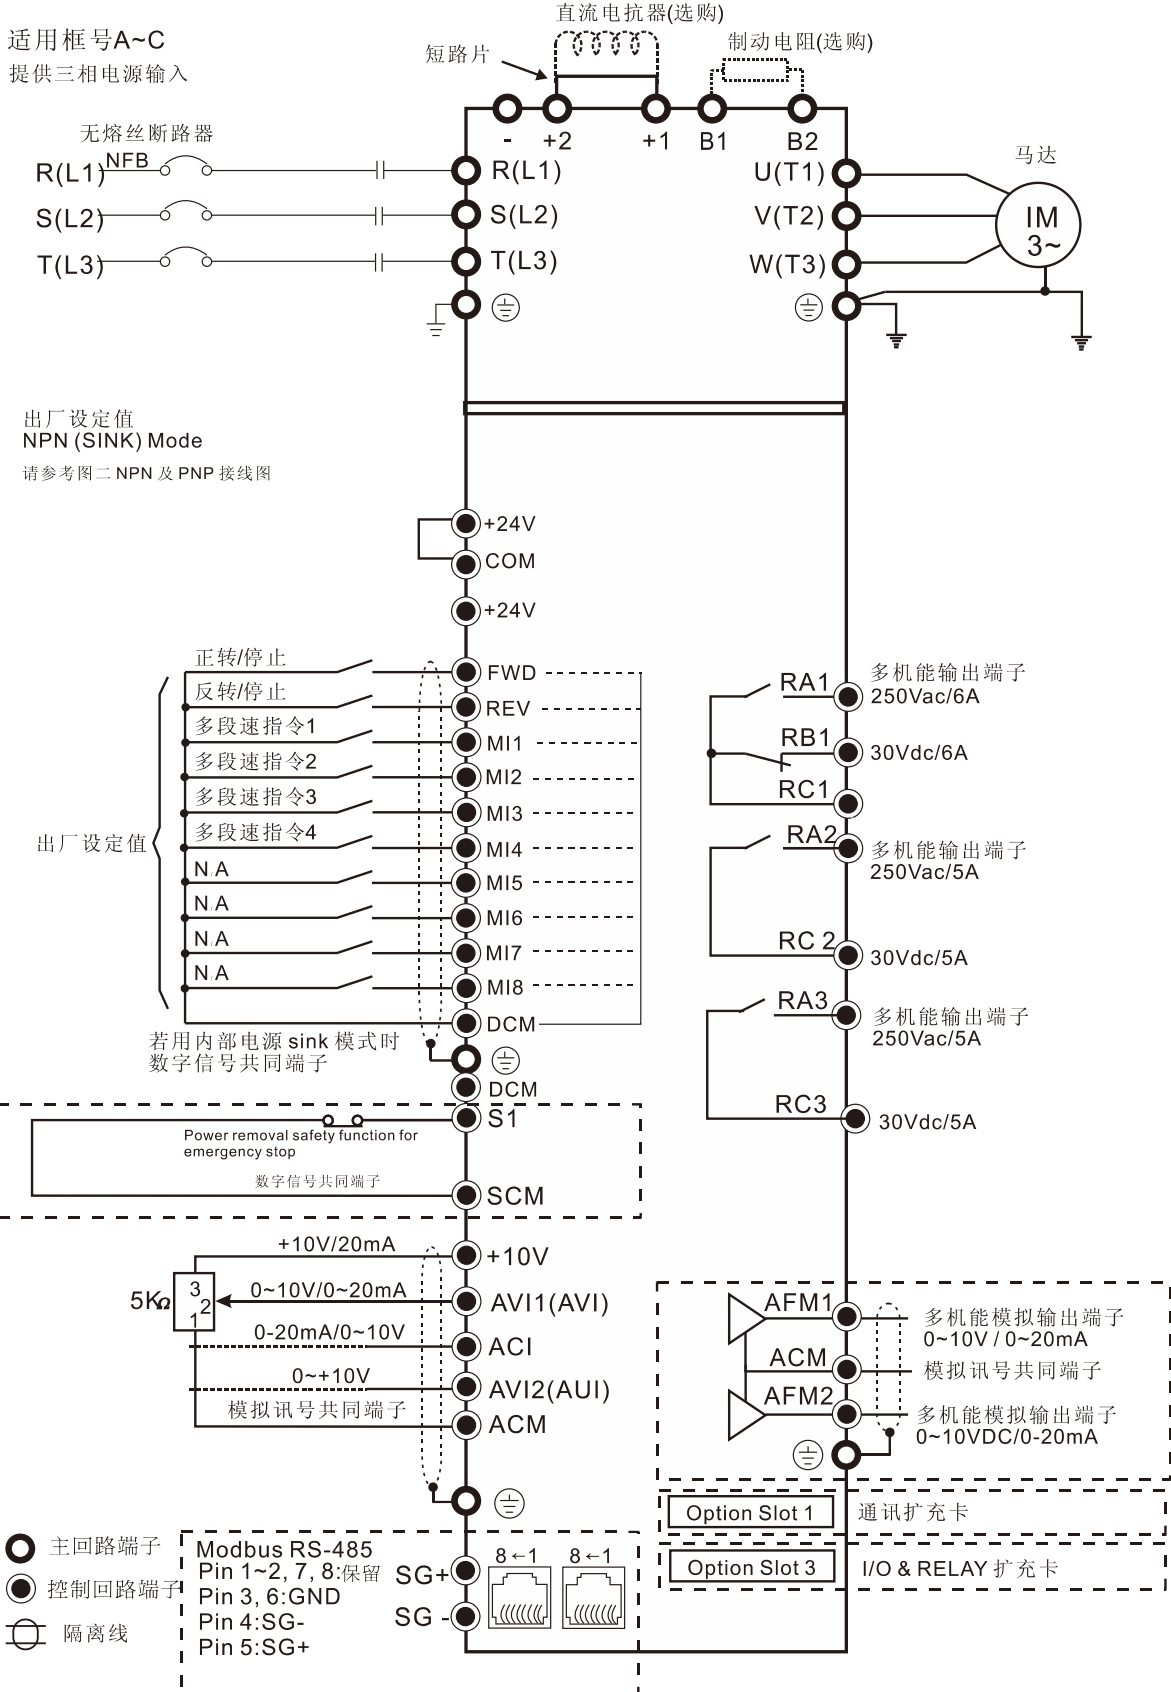 适用框号A~C
提供三相电源输入
直流电抗器(选购)
制动电阻(选购)
短路片
无熔丝断路器
- +2 +1 B1 B2
马达
R(L1) NFB R(L1) U(T1)
S(L2) S(L2) V(T2)
IM
3~
T(L3) T(L3) W(T3)
出厂设定值
NPN (SINK) Mode
请参考图二 NPN 及 PNP 接线图
+24V
COM
+24V
正转/停止 FWD
反转/停止 REV
多段速指令1 MI1
多段速指令2 MI2
多段速指令3 MI3
多段速指令4 MI4
出厂设定值
N/A MI5
N/A MI6
N/A MI7
N/A MI8
DCM
若用内部电源 sink 模式时
数字信号共同端子
DCM
RA1 多机能输出端子
250Vac/6A
RB1 30Vdc/6A
RC1
RA2 多机能输出端子
250Vac/5A
RC 2 30Vdc/5A
RA3 多机能输出端子
250Vac/5A
RC3 30Vdc/5A
S1
Power removal safety function for
emergency stop
数字信号共同端子
SCM
+10V/20mA +10V
5KΩ
3
2
1
0~10V/0~20mA AVI1(AVI)
0-20mA/0~10V ACI
0~+10V AVI2(AUI)
模拟讯号共同端子 ACM
AFM1 多机能模拟输出端子
0~10V / 0~20mA
ACM 模拟讯号共同端子
AFM2 多机能模拟输出端子
0~10VDC/0-20mA
Option Slot 1 通讯扩充卡
Option Slot 3 I/O & RELAY 扩充卡
主回路端子
控制回路端子
隔离线
Modbus RS-485
Pin 1~2, 7, 8:保留
Pin 3, 6:GND
Pin 4:SG-
Pin 5:SG+
SG+
SG -
8←1 8←1